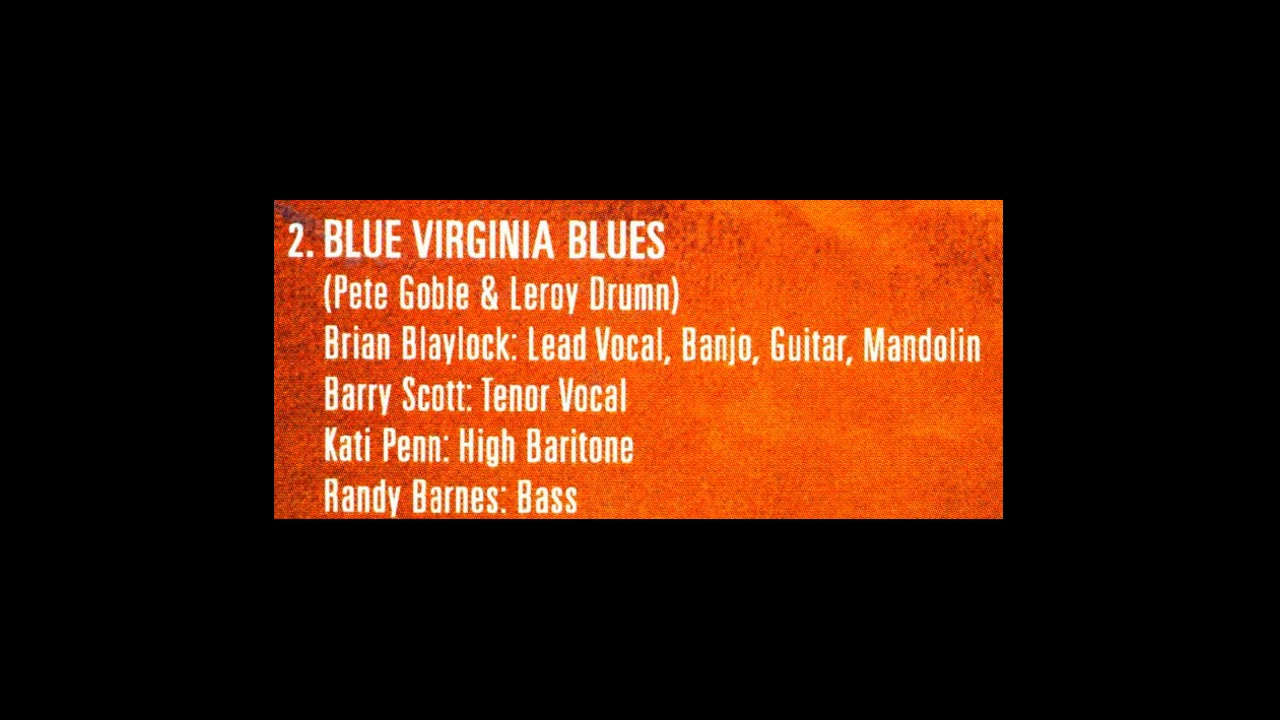 2. BLUE VIRGINIA BLUES
(Pete Goble & Leroy Drumn)
Brian Blaylock: Lead Vocal, Banjo, Guitar, Mandolin
Barry Scott: Tenor Vocal
Kati Penn: High Baritone
Randy Barnes: Bass